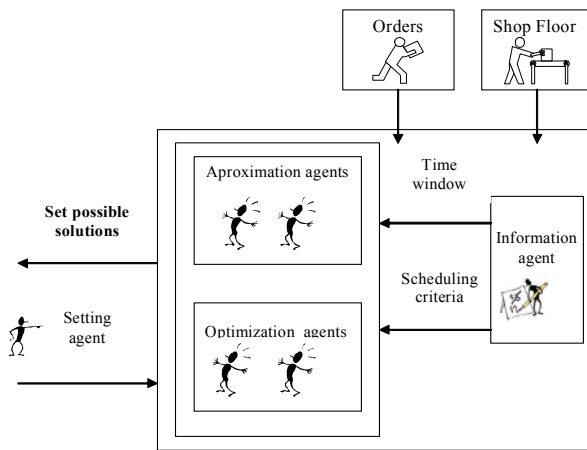 Orders
Shop Floor
Aproximation agents
Time
window
Set possible
solutions
Information
agent
Scheduling
criteria
Setting
agent
Optimization agents